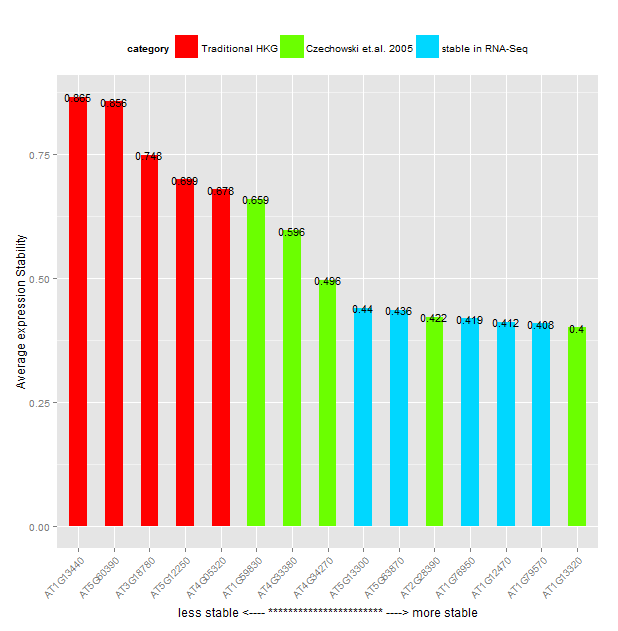 category Traditional HKG Czechowski et.al. 2005 stable in RNA-Seq
Average expression Stability
0.75
0.50
0.25
0.00
0.865 0.856 0.748 0.699 0.678 0.659 0.596 0.496 0.44 0.436 0.422 0.419 0.412 0.408 0.4
AT1G13440 AT5G60390 AT3G18780 AT5G12250 AT4G05320 AT1G59830 AT4G33380 AT4G34270 AT5G13300 AT5G63870 AT2G28390 AT1G76950 AT1G12470 AT1G79570 AT1G13320
less stable <---- *********************** ----> more stable